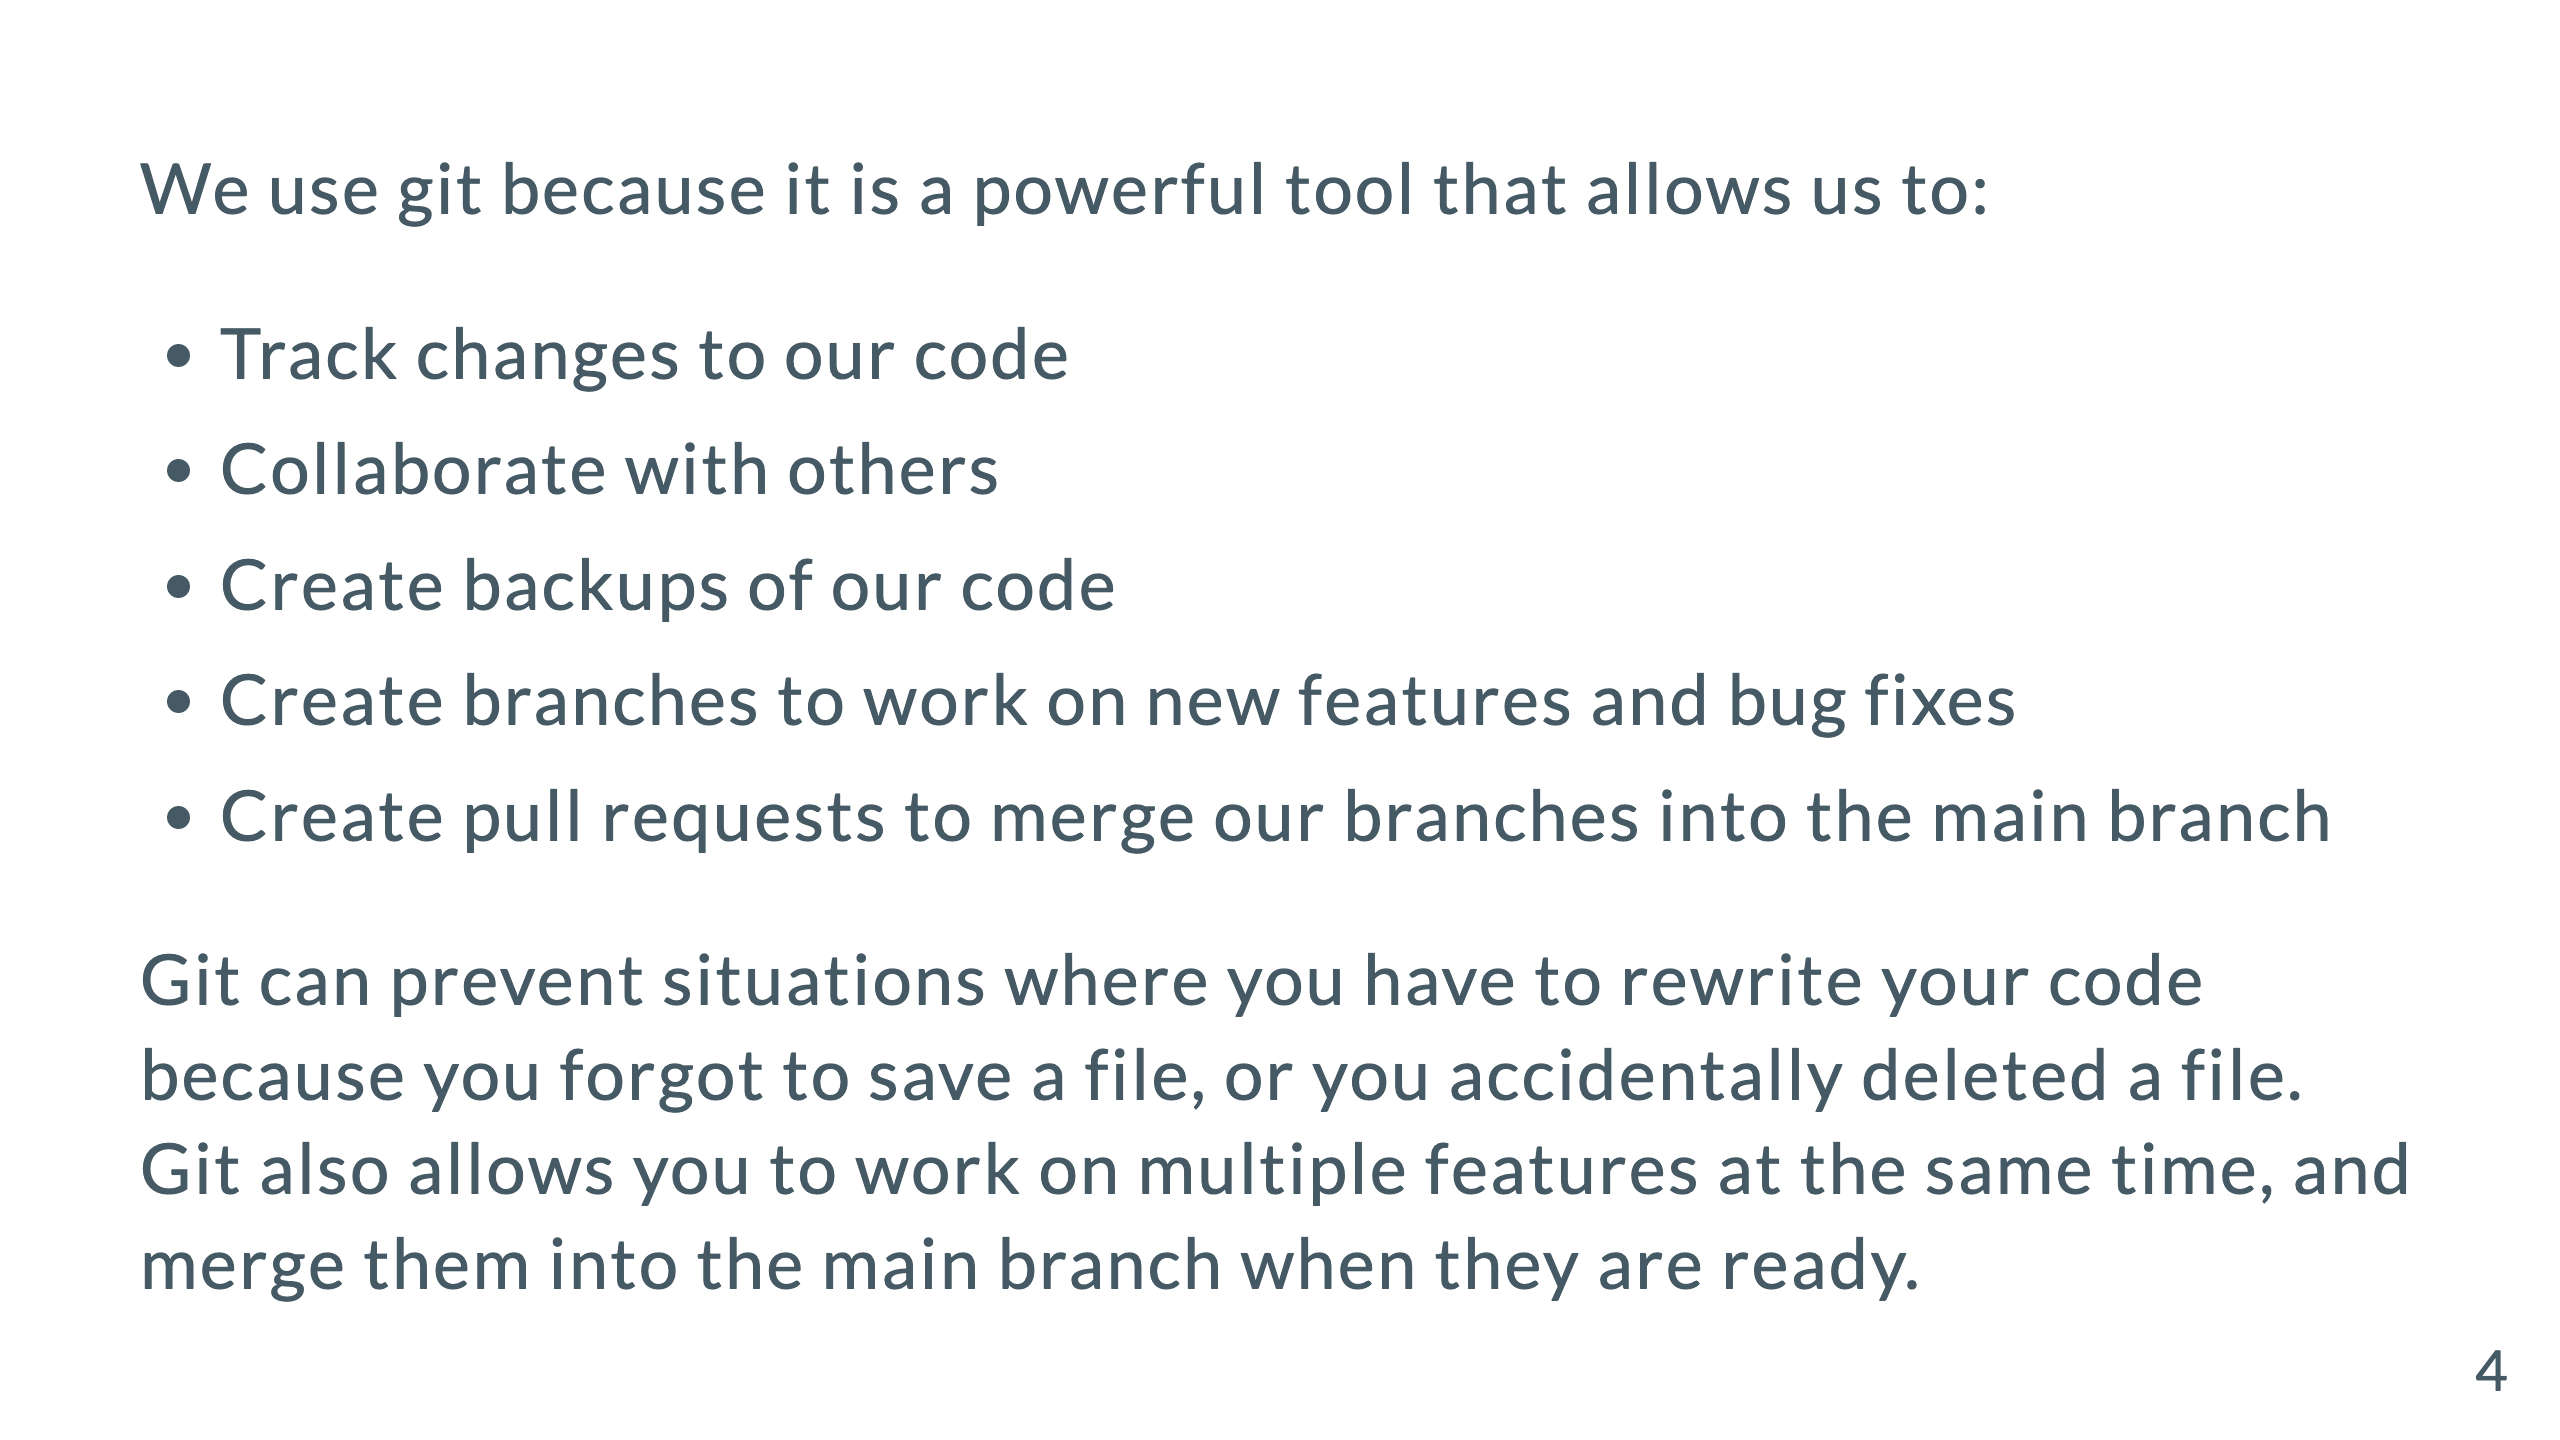 We use git because it is a powerful tool that allows us to:
• Track changes to our code
• Collaborate with others
• Create backups of our code
• Create branches to work on new features and bug fixes
• Create pull requests to merge our branches into the main branch
Git can prevent situations where you have to rewrite your code
because you forgot to save a file, or you accidentally deleted a file.
Git also allows you to work on multiple features at the same time, and
merge them into the main branch when they are ready.
4